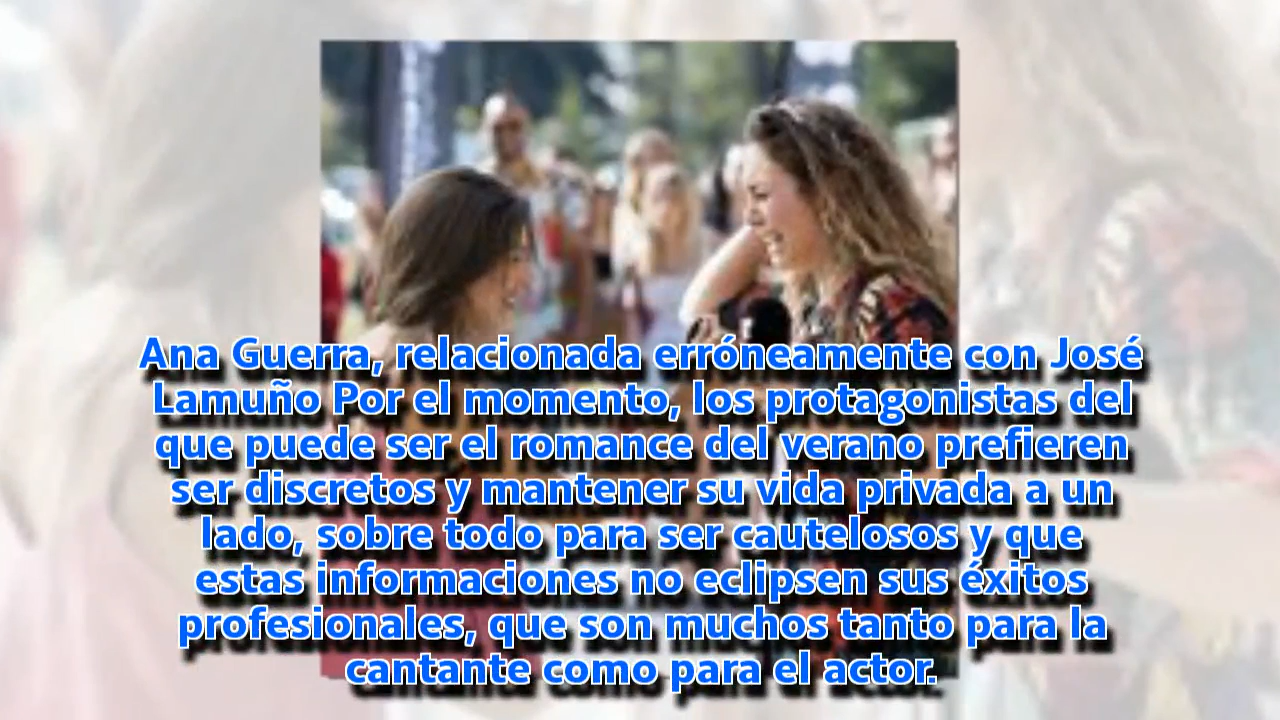 Ana Guerra, relacionada erróneamente con José
Lamuño Por el momento, los protagonistas del
que puede ser el romance del verano prefieren
ser discretos y mantener su vida privada a un
lado, sobre todo para ser cautelosos y que
estas informaciones no eclipsen sus éxitos
profesionales, que son muchos tanto para la
cantante como para el actor.